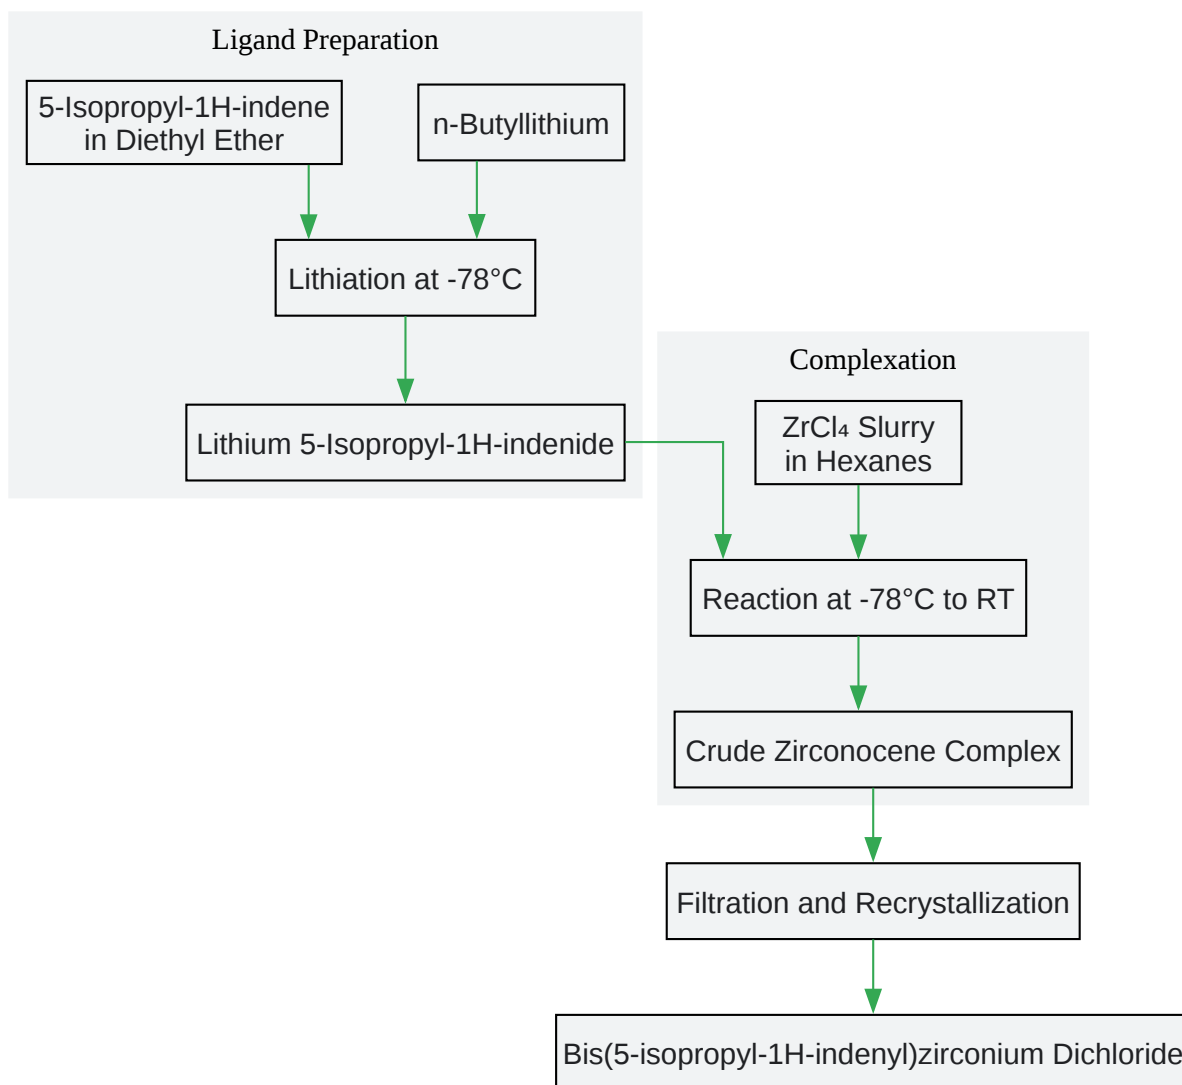 Ligand Preparation
5-Isopropyl-1H-indene
in Diethyl Ether
n-Butyllithium
Lithiation at -78°C
Lithium 5-Isopropyl-1H-indenide
Complexation
ZrCl₄ Slurry
in Hexanes
Reaction at -78°C to RT
Crude Zirconocene Complex
Filtration and Recrystallization
Bis(5-isopropyl-1H-indenyl)zirconium Dichloride